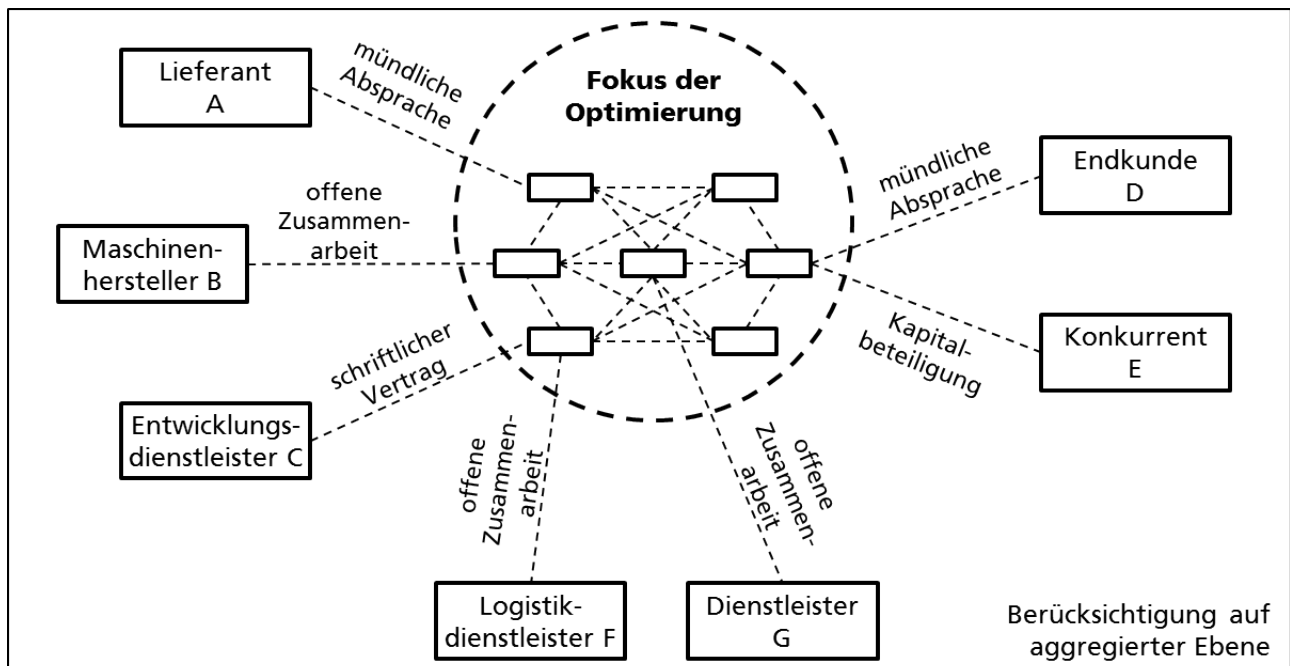 Lieferant
A
mündliche
Absprache
Fokus der
Optimierung
mündliche
Absprache
Endkunde
D
offene
Zusammen-
arbeit
Maschinen-
hersteller B
Kapital-
beteiligung
Konkurrent
E
schriftlicher
Vertrag
Entwicklungs-
dienstleister C
offene
Zusammen-
arbeit
offene
Zusammen-
arbeit
Logistik-
dienstleister F
Dienstleister
G
Berücksichtigung auf
aggregierter Ebene